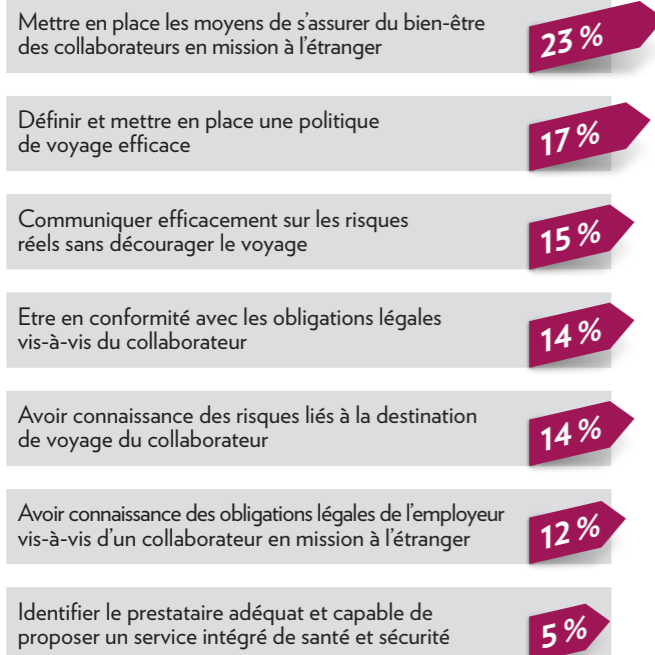 Mettre en place les moyens de s'assurer du bien-être
des collaborateurs en mission à l'étranger
23 %
Définir et mettre en place une politique
de voyage efficace
17 %
Communiquer efficacement sur les risques
réels sans décourager le voyage
15 %
Etre en conformité avec les obligations légales
vis-à-vis du collaborateur
14 %
Avoir connaissance des risques liés à la destination
de voyage du collaborateur
14 %
Avoir connaissance des obligations légales de l'employeur
vis-à-vis d'un collaborateur en mission à l'étranger
12 %
Identifier le prestataire adéquat et capable de
proposer un service intégré de santé et sécurité
5 %